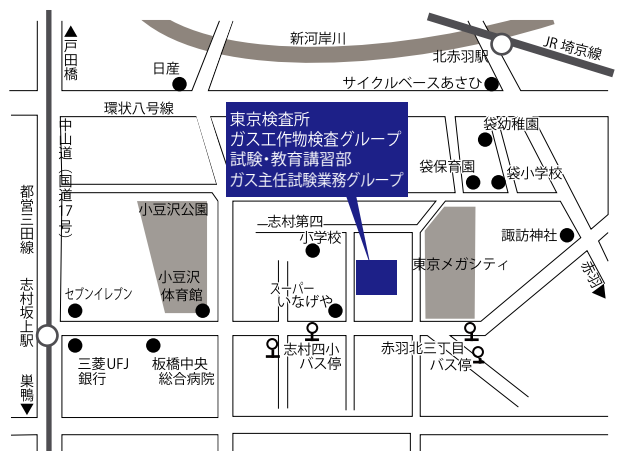 新河岸川
JR 埼京線
北赤羽駅
戸田橋
日産
サイクルベースあさひ
環状八号線
東京検査所
ガス工作物検査グループ
試験・教育講習部
ガス主任試験業務グループ
中山道（国道17号）
袋幼稚園
袋保育園
袋小学校
都営三田線 志村坂上駅
小豆沢公園
志村第四
小学校
諏訪神社
東京メガシティ
赤羽
小豆沢
体育館
セブンイレブン
スーパー
いなげや
三菱UFJ
銀行
板橋中央
総合病院
志村四小
バス停
赤羽北三丁目
バス停
巣鴨